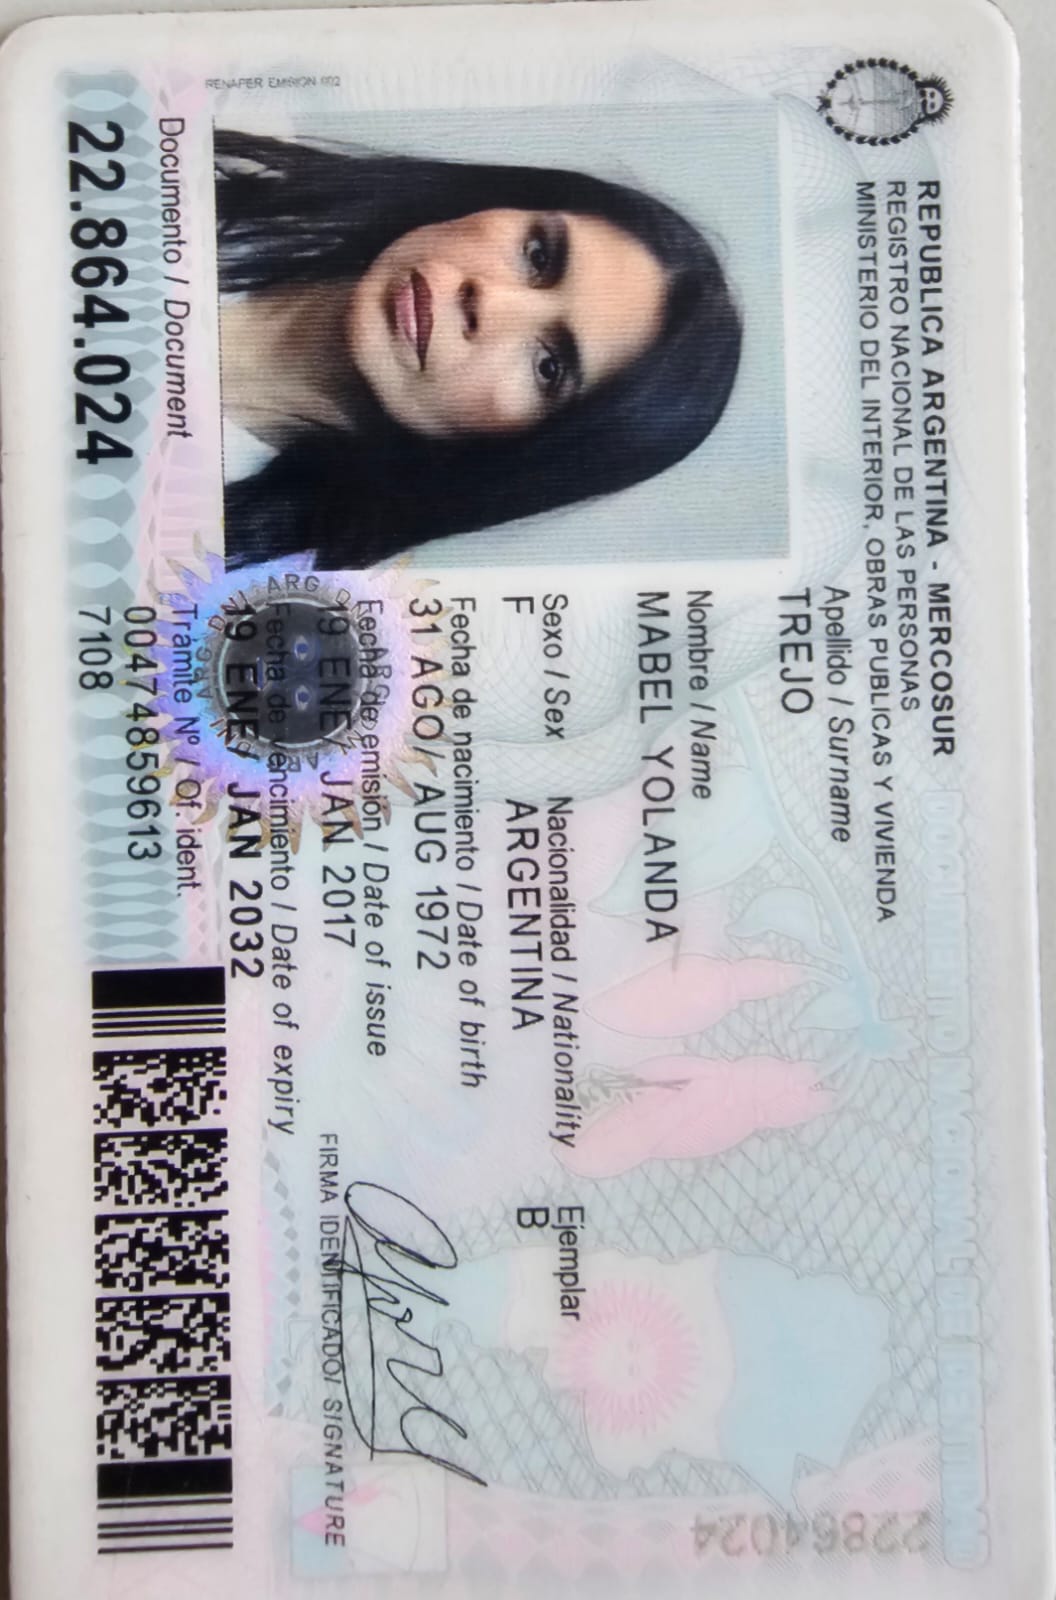 REPUBLICA ARGENTINA - MERCOSUR
REGISTRO NACIONAL DE LAS PERSONAS
MINISTERIO DEL INTERIOR, OBRAS PUBLICAS Y VIVIENDA
DOCUMENTO NACIONAL DE IDENTIDAD
Apellido / Surname
TREJO
Nombre / Name
MABEL YOLANDA
Sexo / Sex Nacionalidad / Nationality Ejemplar
F ARGENTINA B
Fecha de nacimiento / Date of birth
31 AGO/ AUG 1972
Fecha de emisión / Date of issue
19 ENE/ JAN 2017
Fecha de vencimiento / Date of expiry
19 ENE/ JAN 2032
FIRMA IDENTIFICADO/ SIGNATURE
Trámite Nº / Of. ident.
00474859613
7108
RENAPER EMISION 002
Documento / Document
22.864.024
22864024